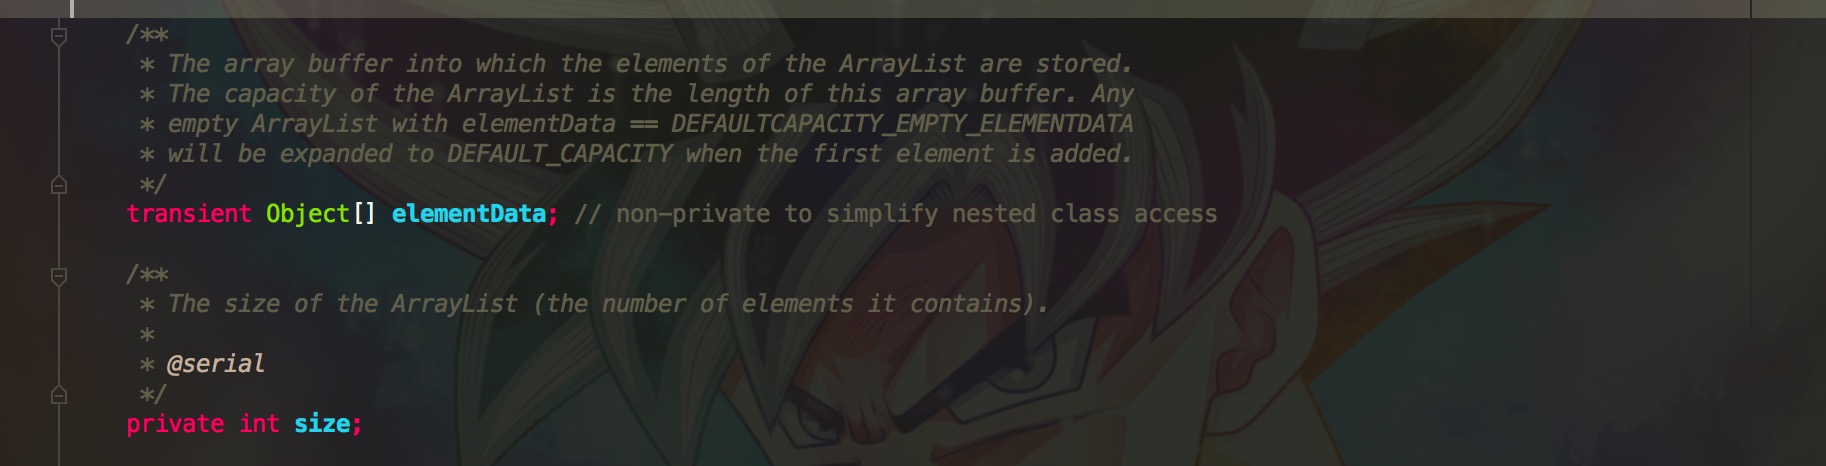 /**
 * The array buffer into which the elements of the ArrayList are stored.
 * The capacity of the ArrayList is the length of this array buffer. Any
 * empty ArrayList with elementData == DEFAULTCAPACITY_EMPTY_ELEMENTDATA
 * will be expanded to DEFAULT_CAPACITY when the first element is added.
 */
transient Object[] elementData; // non-private to simplify nested class access
/**
 * The size of the ArrayList (the number of elements it contains).
 *
 * @serial
 */
private int size;